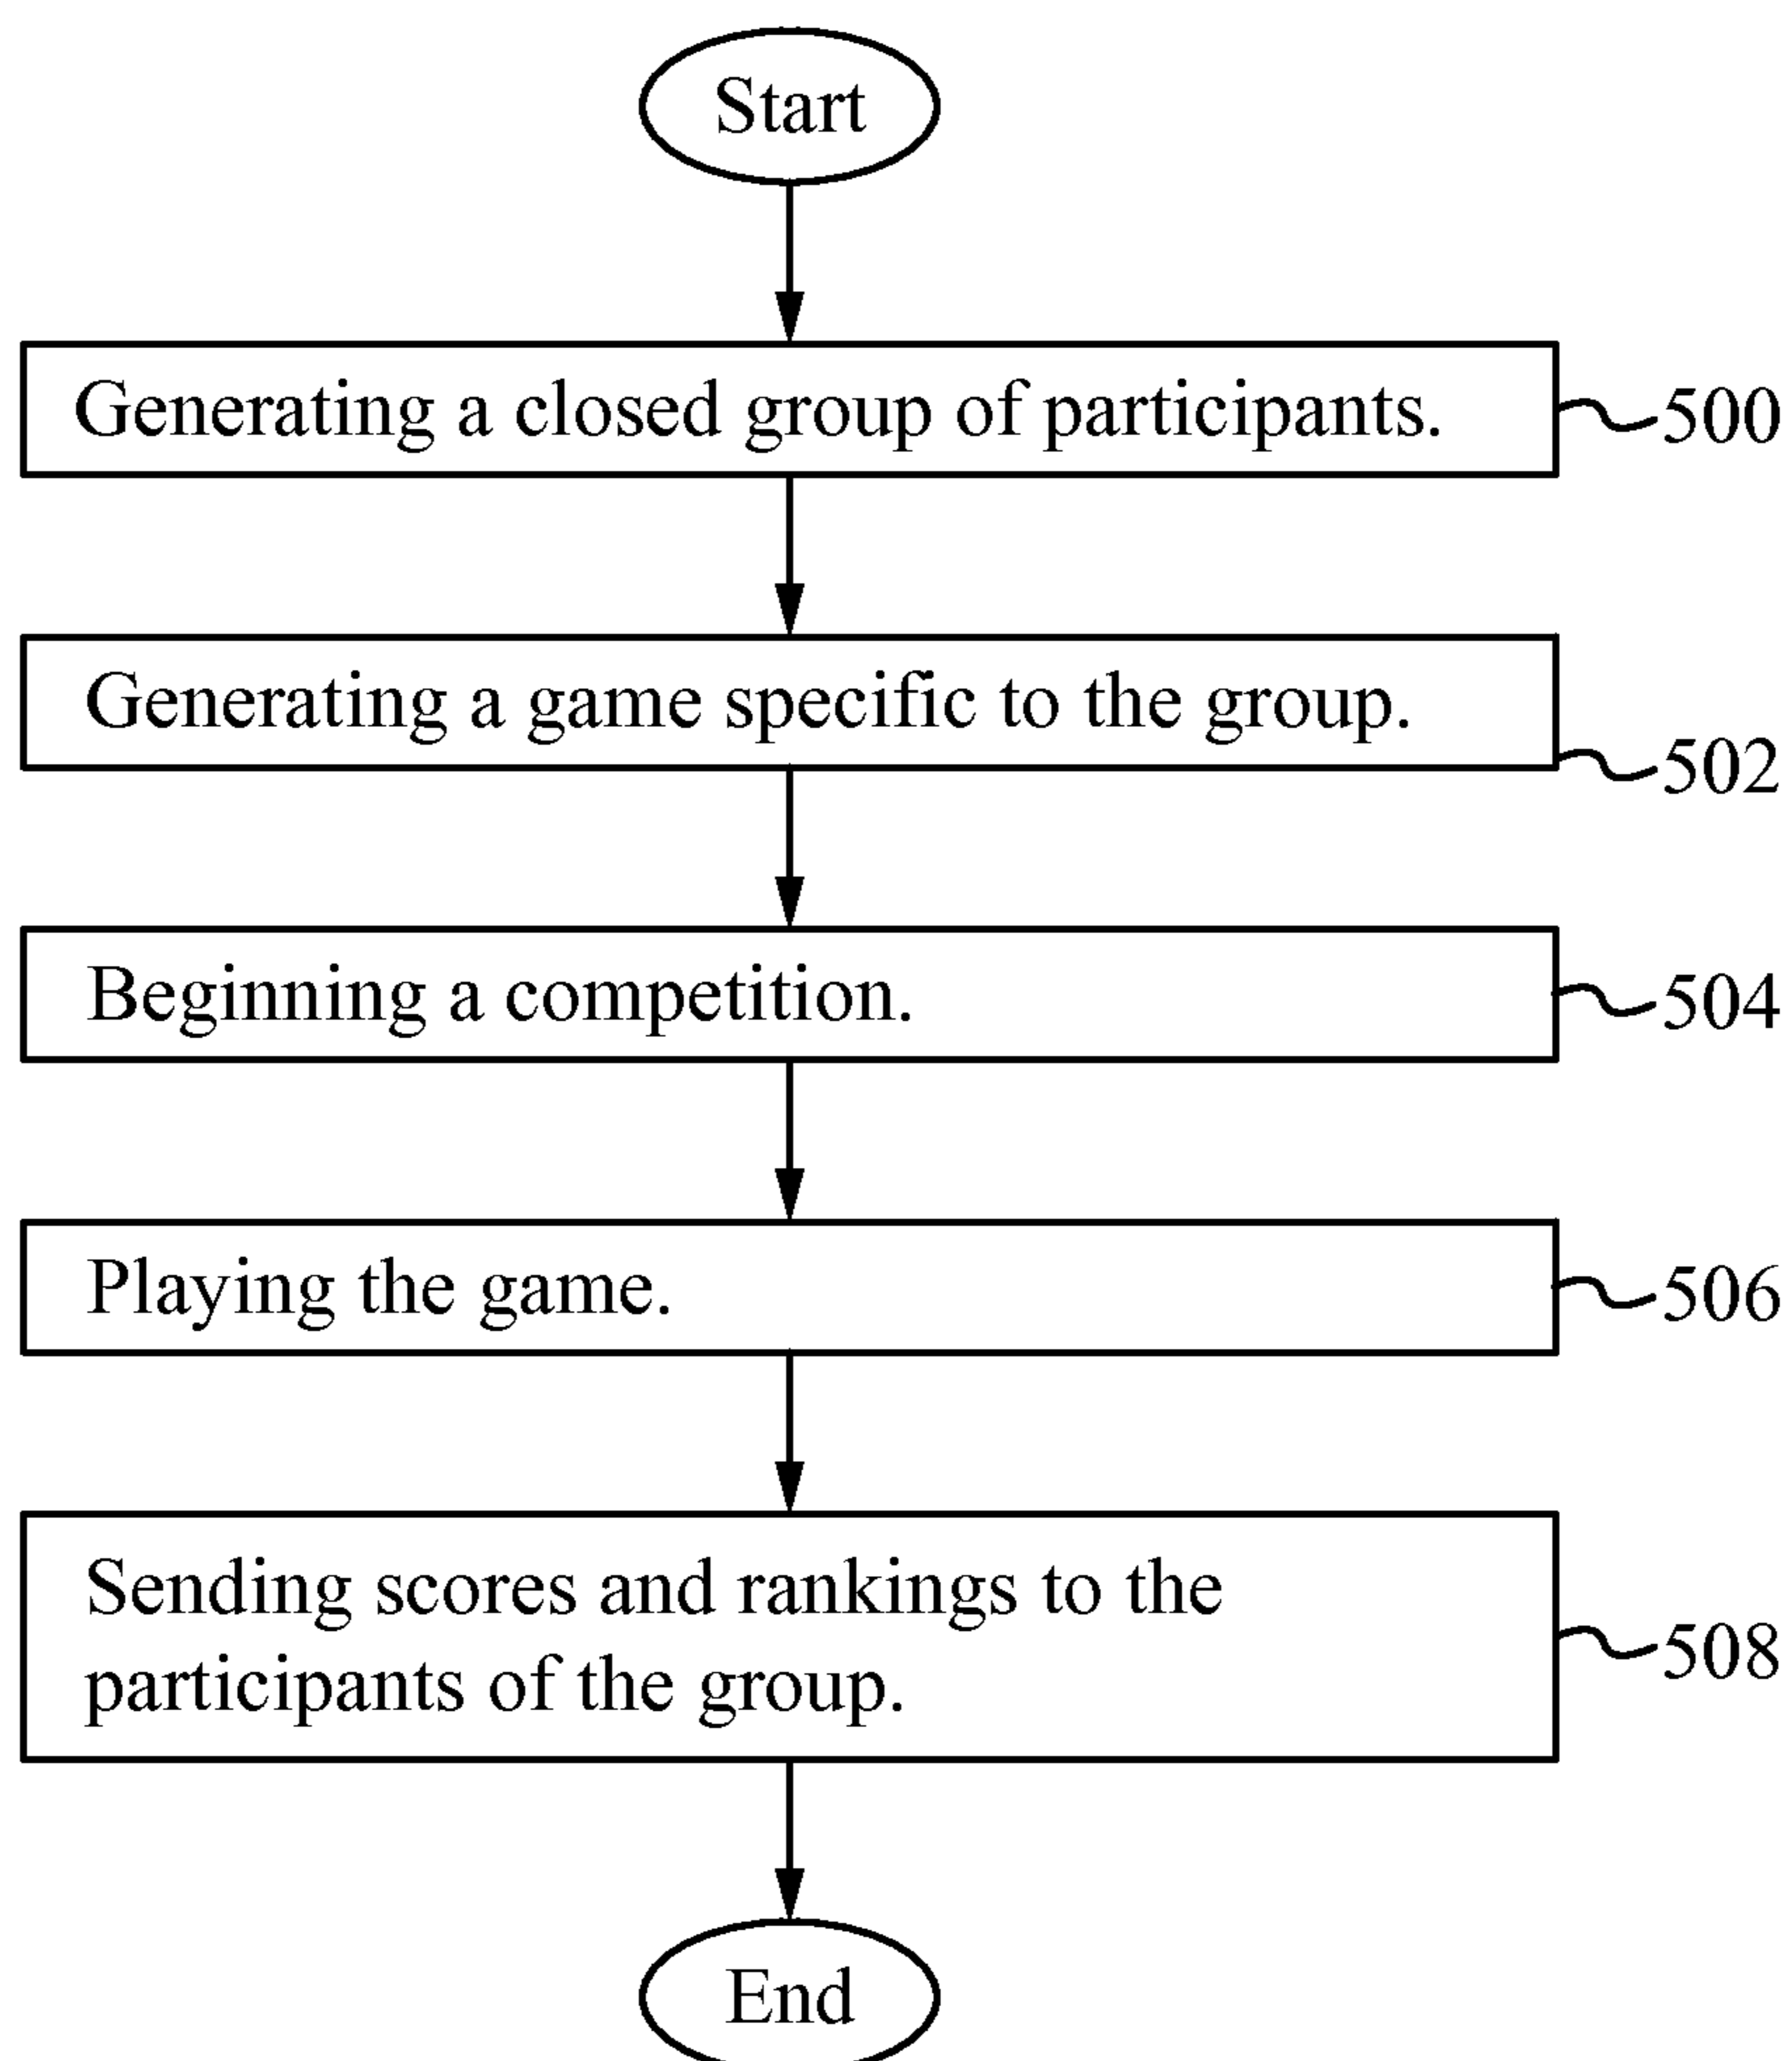 Start
Generating a closed group of participants.
500
Generating a game specific to the group.
502
Beginning a competition.
504
Playing the game.
506
Sending scores and rankings to the
participants of the group.
508
End